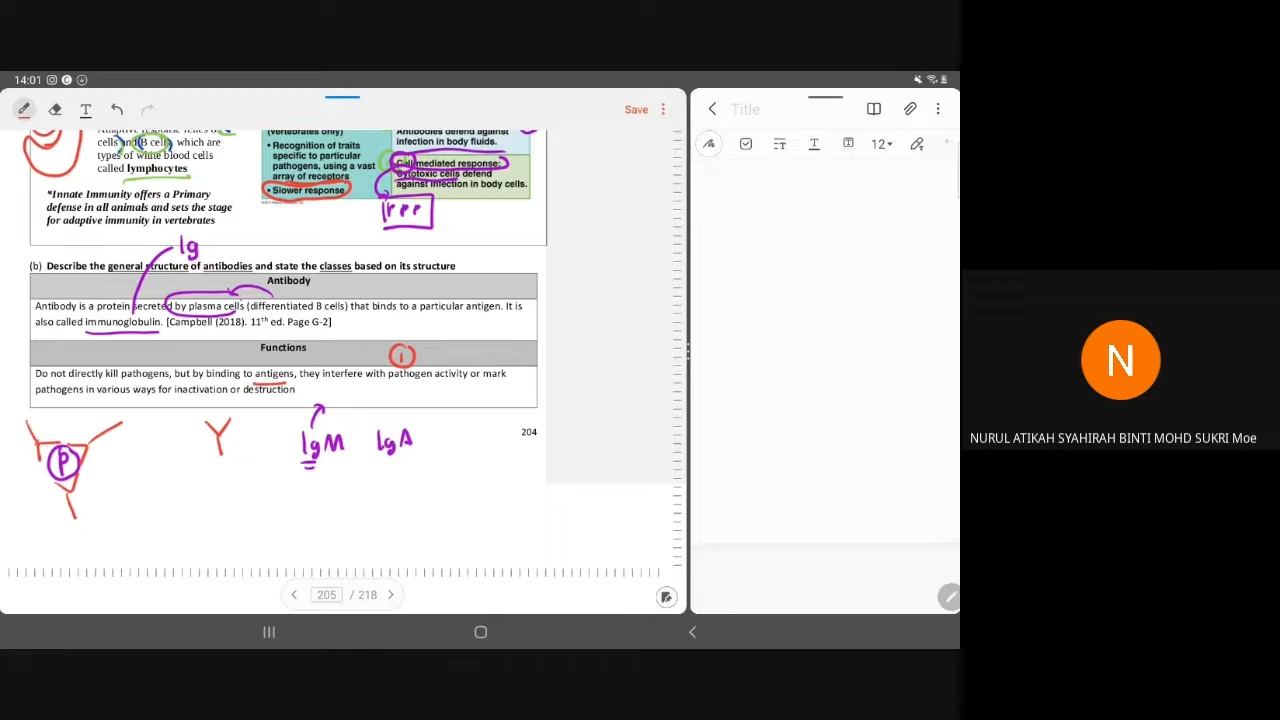 14:01
Save
Title
12
Adaptive response relies o
cells B cells, which are
types of white blood cells
called lymphocytes
*Innate Immunity offers a Primary
defense in all animals and sets the stage
for adaptive immunity in vertebrates
(vertebrates only)
• Recognition of traits
specific to particular
pathogens, using a vast
array of receptors
• Slower response
Antibodies defend against
infection in body fluids.
Cell-mediated response:
Cytotoxic cells defend
against infection in body cells.
Ig
(b) Describe the general structure of antibodies and state the classes based on its structure
Antibody
Antibody is a protein secreted by plasma cells (differentiated B cells) that binds to a particular antigen. It is
also called immunoglobulin. [Campbell (2018). 11th ed. Page G-2]
Functions
Do not directly kill pathogens, but by binding to antigens, they interfere with pathogen activity or mark
pathogens in various ways for inactivation or destruction
204
P
IgM IgA
205 / 218
N
NURUL ATIKAH SYAHIRAH BINTI MOHD SUKRI Moe